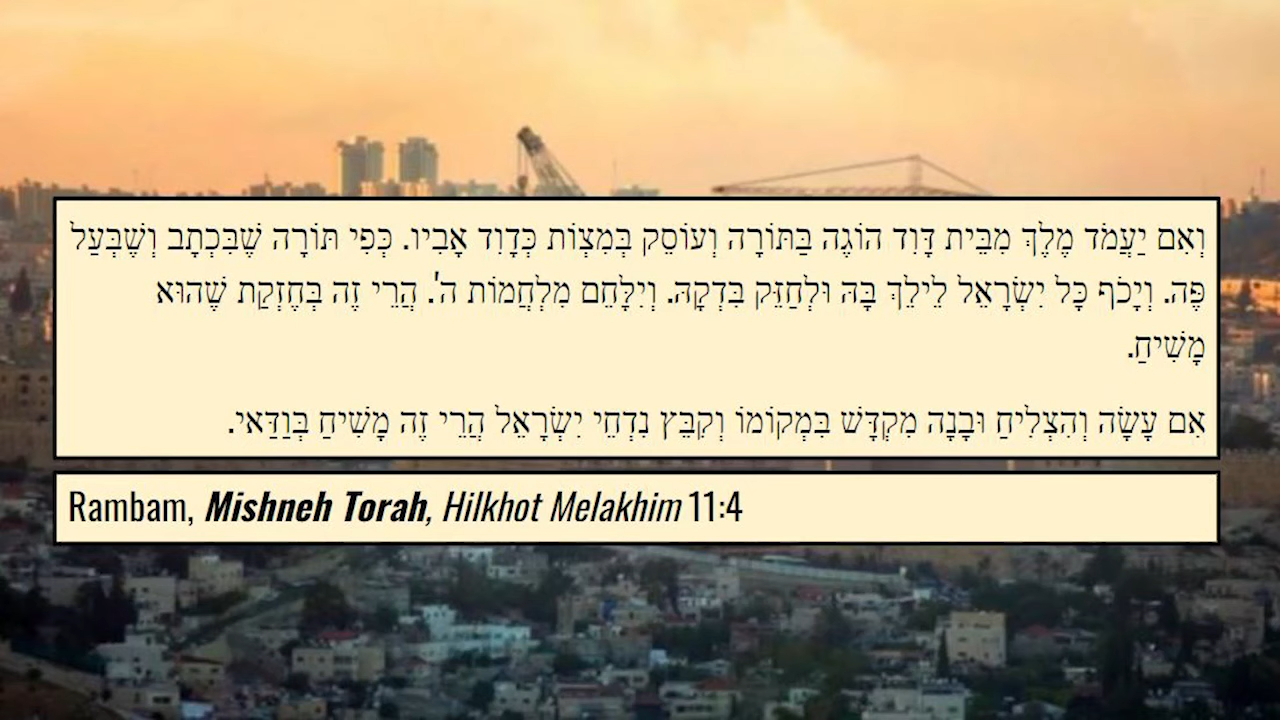 וְאִם יַעֲמֹד מֶלֶךְ מִבֵּית דָּוִד הוֹגֶה בַּתּוֹרָה וְעוֹסֵק בְּמִצְוֹת כְּדָוִד אָבִיו. כְּפִי תּוֹרָה שֶׁבִּכְתָב וְשֶׁבְּעַל
פֶּה. וְיָכֹף כָּל יִשְׂרָאֵל לֵילֵךְ בָּהּ וּלְחַזֵּק בִּדְקָהּ. וְיִלָּחֵם מִלְחֲמוֹת ה'. הֲרֵי זֶה בְּחֶזְקַת שֶׁהוּא
מָשִׁיחַ.
אִם עָשָׂה וְהִצְלִיחַ וּבָנָה מִקְדָּשׁ בִּמְקוֹמוֹ וְקִבֵּץ נִדְחֵי יִשְׂרָאֵל הֲרֵי זֶה מָשִׁיחַ בְּוַדַּאי.
Rambam, Mishneh Torah, Hilkhot Melakhim 11:4